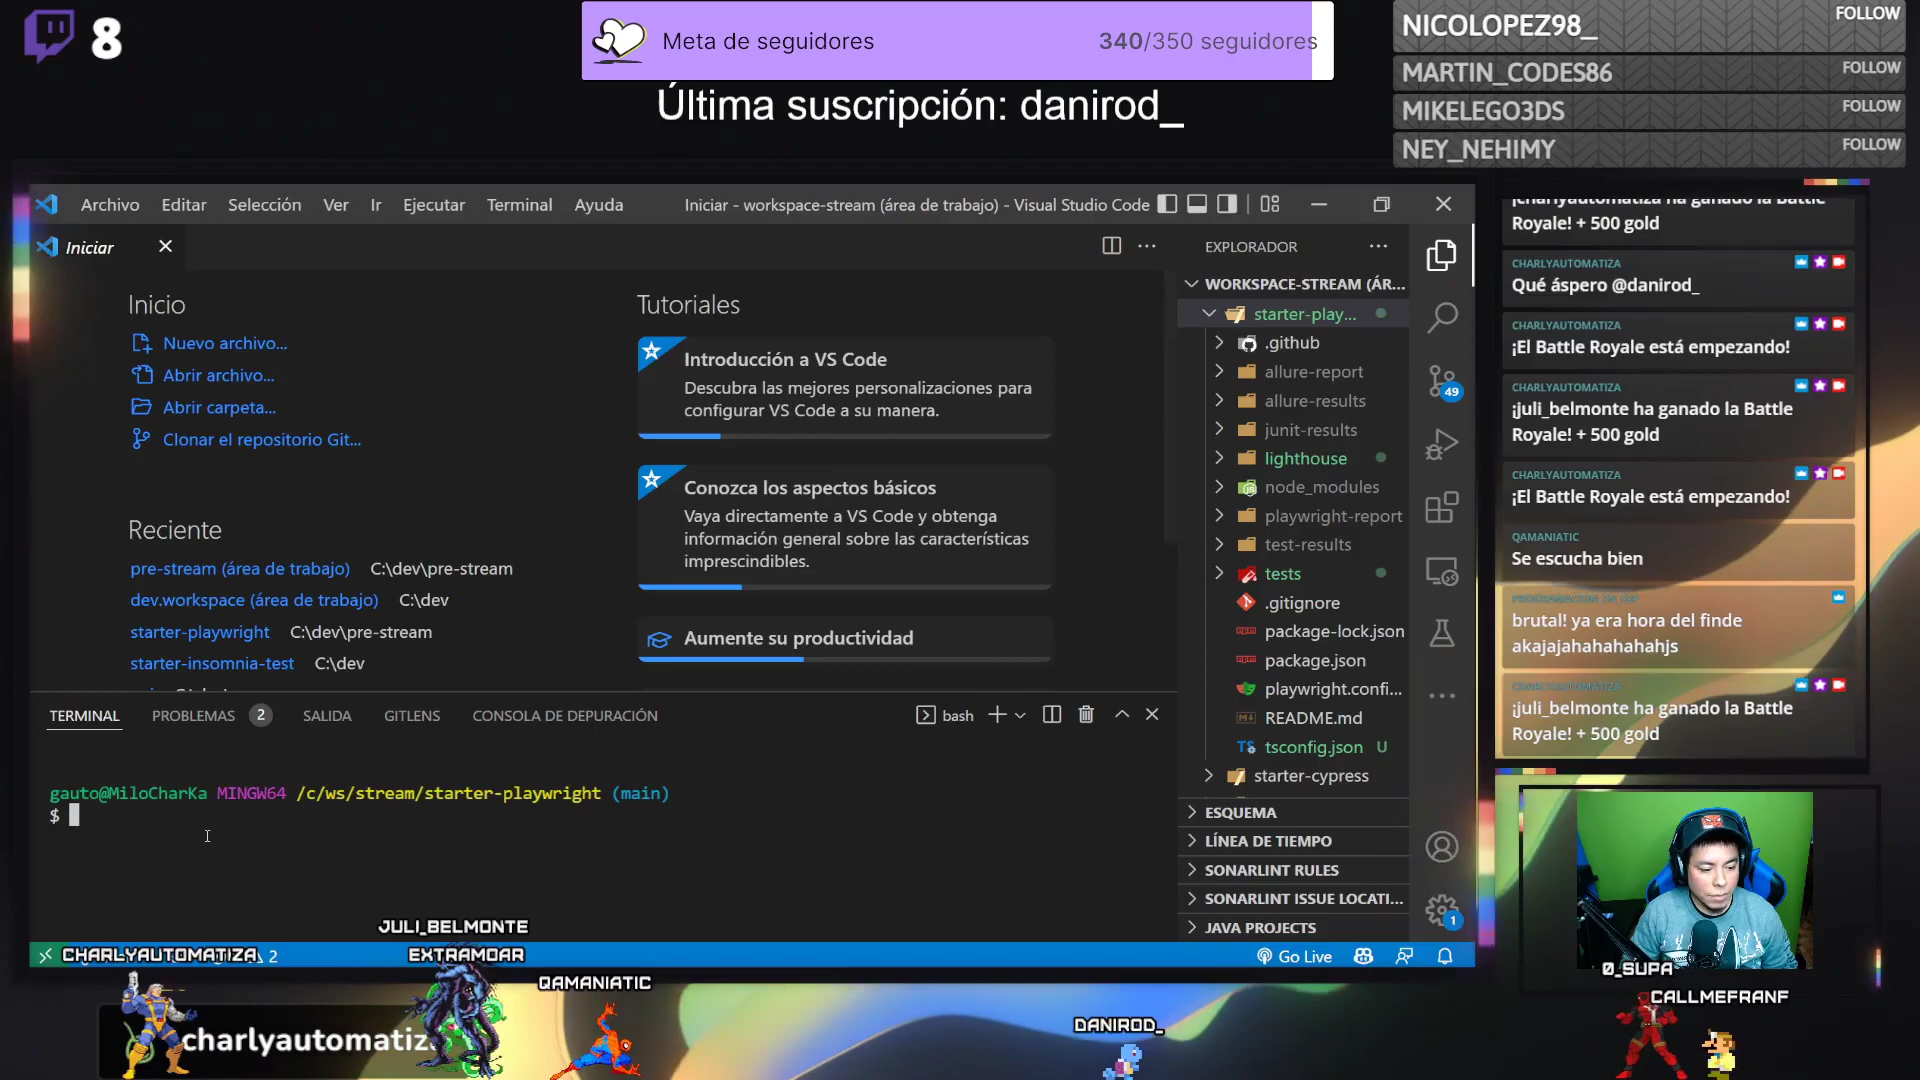 8
Meta de seguidores
340/350 seguidores
Última suscripción: danirod_
NICOLOPEZ98_ FOLLOW
MARTIN_CODES86 FOLLOW
MIKELEGO3DS FOLLOW
NEY_NEHIMY FOLLOW
Archivo Editar Selección Ver Ir Ejecutar Terminal Ayuda
Iniciar - workspace-stream (área de trabajo) - Visual Studio Code
Iniciar
Inicio
Nuevo archivo...
Abrir archivo...
Abrir carpeta...
Clonar el repositorio Git...
Reciente
pre-stream (área de trabajo) C:\dev\pre-stream
dev.workspace (área de trabajo) C:\dev
starter-playwright C:\dev\pre-stream
starter-insomnia-test C:\dev
Tutoriales
Introducción a VS Code
Descubra las mejores personalizaciones para
configurar VS Code a su manera.
Conozca los aspectos básicos
Vaya directamente a VS Code y obtenga
información general sobre las características
imprescindibles.
Aumente su productividad
EXPLORADOR
WORKSPACE-STREAM (ÁR...
starter-play...
.github
allure-report
allure-results
junit-results
lighthouse
node_modules
playwright-report
test-results
tests
.gitignore
package-lock.json
package.json
playwright.confi...
README.md
tsconfig.json U
starter-cypress
ESQUEMA
LÍNEA DE TIEMPO
SONARLINT RULES
SONARLINT ISSUE LOCATI...
JAVA PROJECTS
49
1
TERMINAL PROBLEMAS 2 SALIDA GITLENS CONSOLA DE DEPURACIÓN
bash
gauto@MiloCharKa MINGW64 /c/ws/stream/starter-playwright (main)
$
2
Go Live
¡charlyautomatiza ha ganado la Battle
Royale! + 500 gold
CHARLYAUTOMATIZA
Qué áspero @danirod_
CHARLYAUTOMATIZA
¡El Battle Royale está empezando!
CHARLYAUTOMATIZA
¡juli_belmonte ha ganado la Battle
Royale! + 500 gold
CHARLYAUTOMATIZA
¡El Battle Royale está empezando!
QAMANIATIC
Se escucha bien
PROGRAMACION_EN_ESP
brutal! ya era hora del finde
akajajahahahahjs
CHARLYAUTOMATIZA
¡juli_belmonte ha ganado la Battle
Royale! + 500 gold
JULI_BELMONTE
CHARLYAUTOMATIZA
EXTRAMOAR
QAMANIATIC
DANIROD_
0_SUPA
CALLMEFRANF
charlyautomatiz